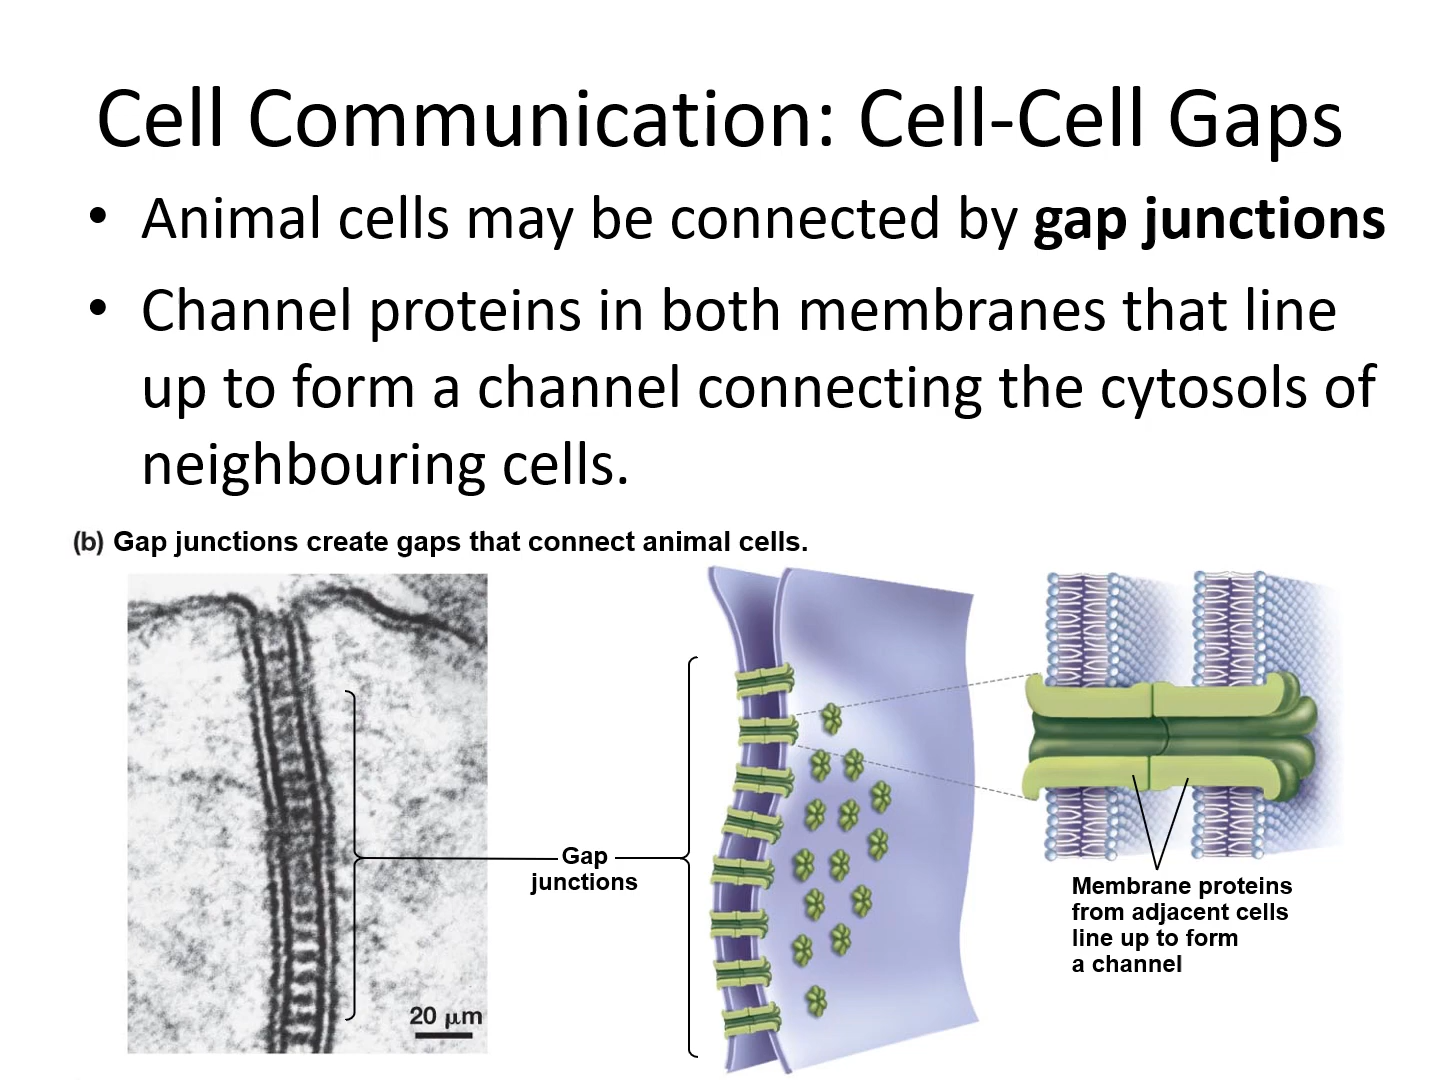 Cell Communication: Cell-Cell Gaps
• Animal cells may be connected by gap junctions
• Channel proteins in both membranes that line
up to form a channel connecting the cytosols of
neighbouring cells.
(b) Gap junctions create gaps that connect animal cells.
Gap
junctions
Membrane proteins
from adjacent cells
line up to form
a channel
20 µm